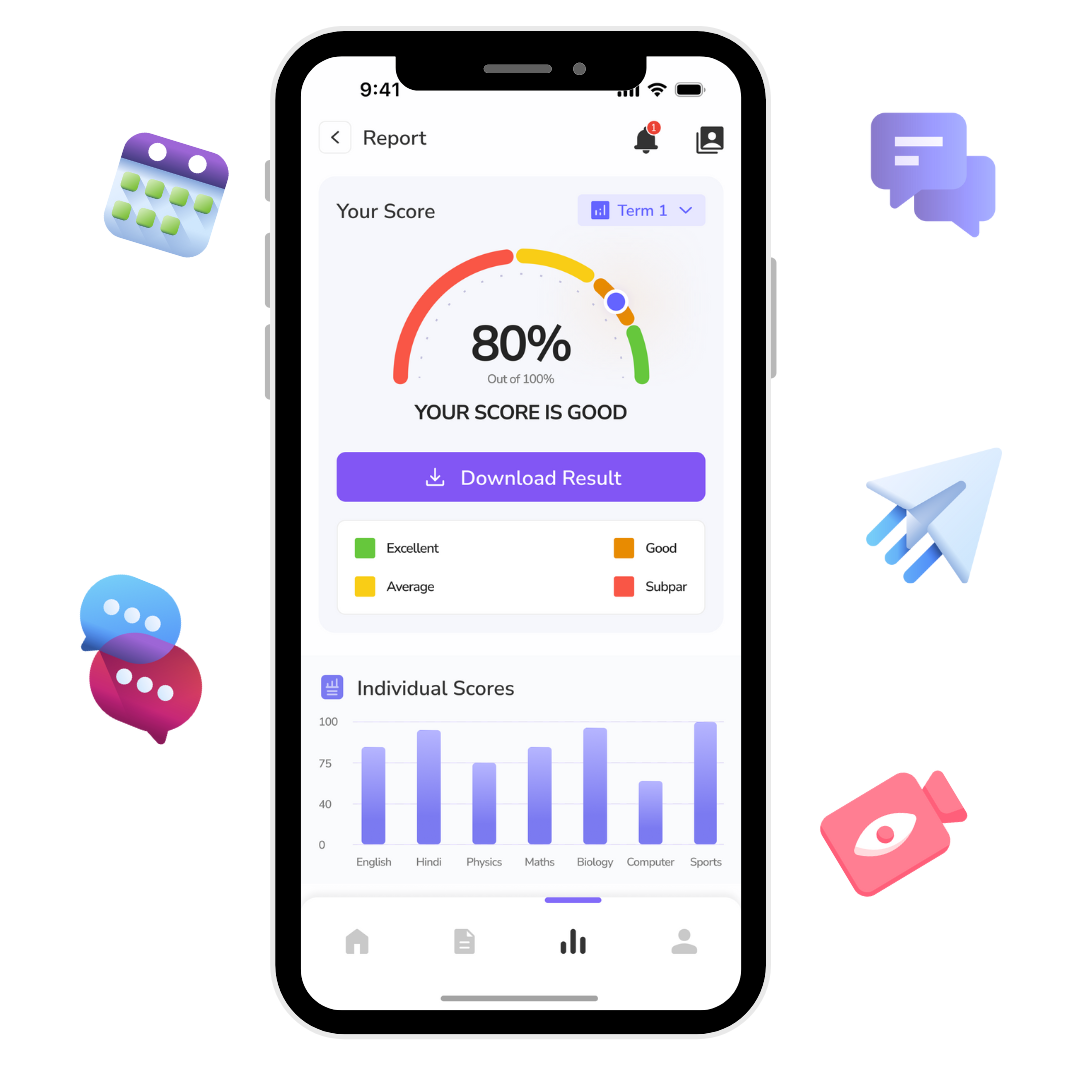 9:41
Report
1
Your Score
Term 1
80%
Out of 100%
YOUR SCORE IS GOOD
Download Result
Excellent
Good
Average
Subpar
Individual Scores
100
75
40
0
English Hindi Physics Maths Biology Computer Sports